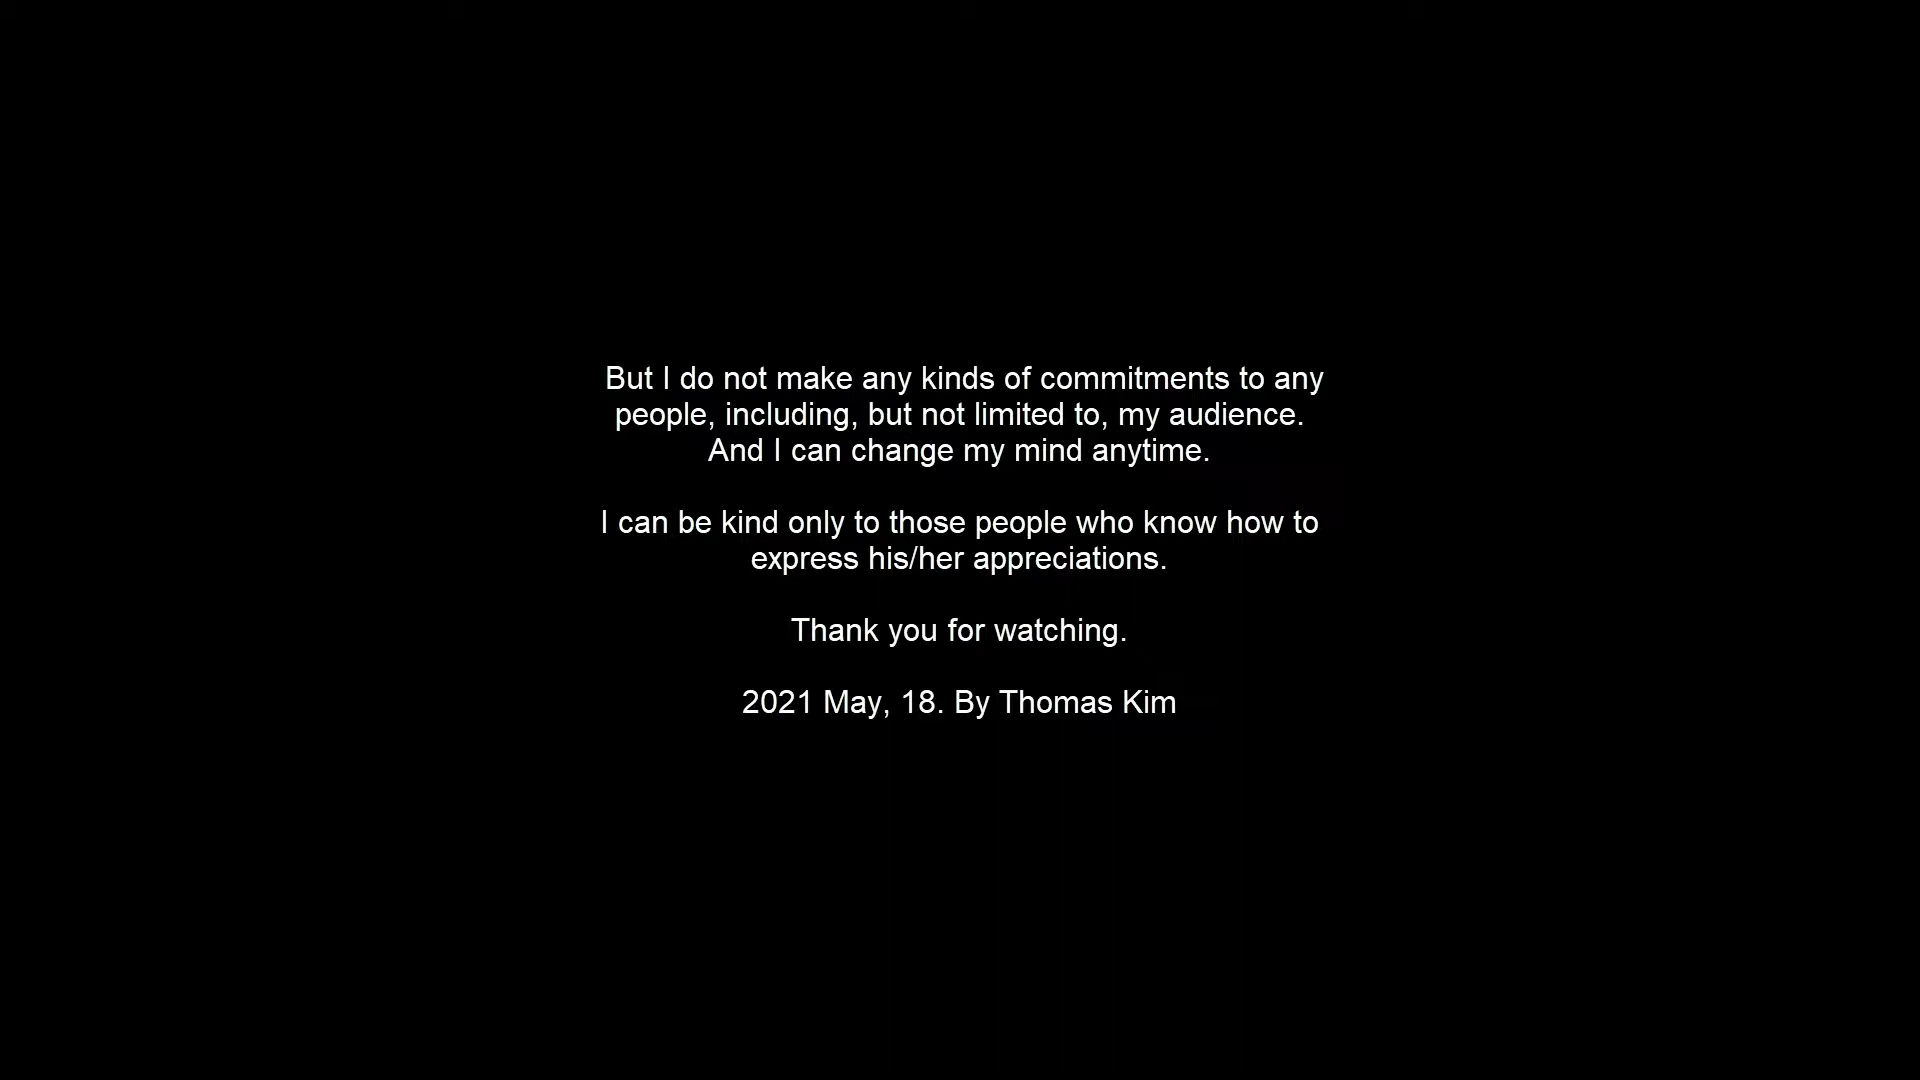 But I do not make any kinds of commitments to any
people, including, but not limited to, my audience.
And I can change my mind anytime.
I can be kind only to those people who know how to
express his/her appreciations.
Thank you for watching.
2021 May, 18. By Thomas Kim